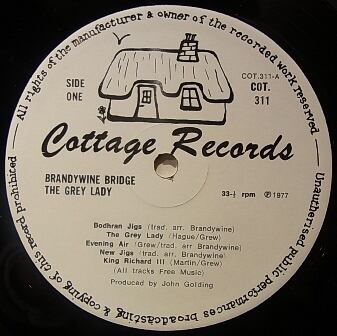 All rights of the manufacturer & owner of the recorded work reserved — Unauthorised public performances broadcasting & copying of this record prohibited —
SIDE
ONE
COT.311-A
COT.
311
Cottage Records
BRANDYWINE BRIDGE
THE GREY LADY
33-⅓ rpm ℗1977
Bodhran Jigs (trad. arr. Brandywine)
The Grey Lady (Hague/Grew)
Evening Air (Grew/trad. arr. Brandywine)
New Jigs (trad. arr. Brandywine)
King Richard III (Martin/Grew)
(All tracks Free Music)
Produced by John Golding